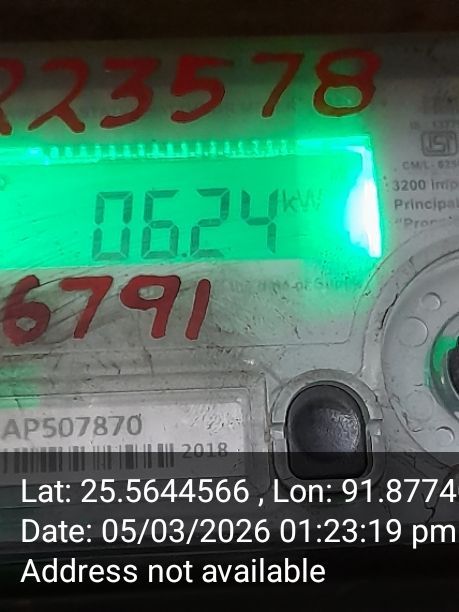 223578
CM/L-
06.24 kW
3200 imp
Principal
6791
AP507870
2018
Lat: 25.5644566 , Lon: 91.8774
Date: 05/03/2026 01:23:19 pm
Address not available